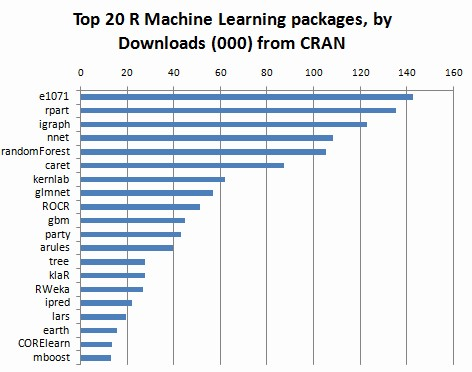 Top 20 R Machine Learning packages, by
Downloads (000) from CRAN
0 20 40 60 80 100 120 140 160
e1071
rpart
igraph
nnet
randomForest
caret
kernlab
glmnet
ROCR
gbm
party
arules
tree
klaR
RWeka
ipred
lars
earth
CORElearn
mboost